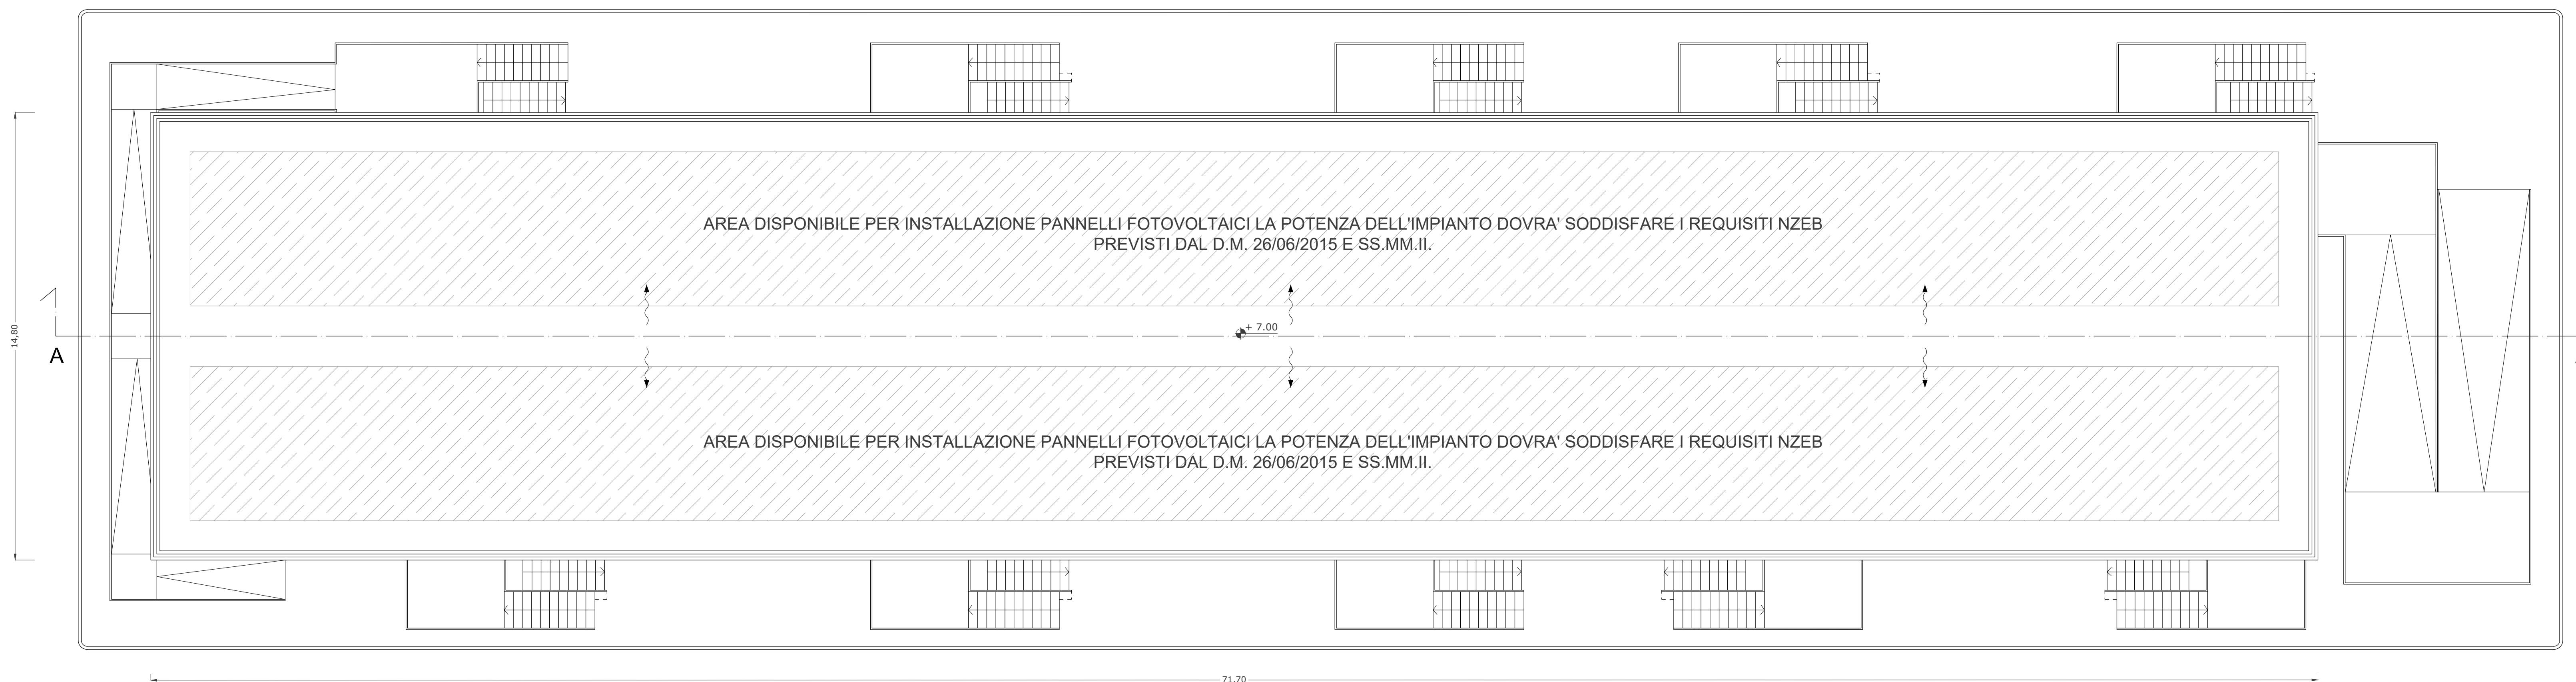 AREA DISPONIBILE PER INSTALLAZIONE PANNELLI FOTOVOLTAICI LA POTENZA DELL'IMPIANTO DOVRA' SODDISFARE I REQUISITI NZEB
PREVISTI DAL D.M. 26/06/2015 E SS.MM.II.
+ 7.00
14,80
A
AREA DISPONIBILE PER INSTALLAZIONE PANNELLI FOTOVOLTAICI LA POTENZA DELL'IMPIANTO DOVRA' SODDISFARE I REQUISITI NZEB
PREVISTI DAL D.M. 26/06/2015 E SS.MM.II.
71,70